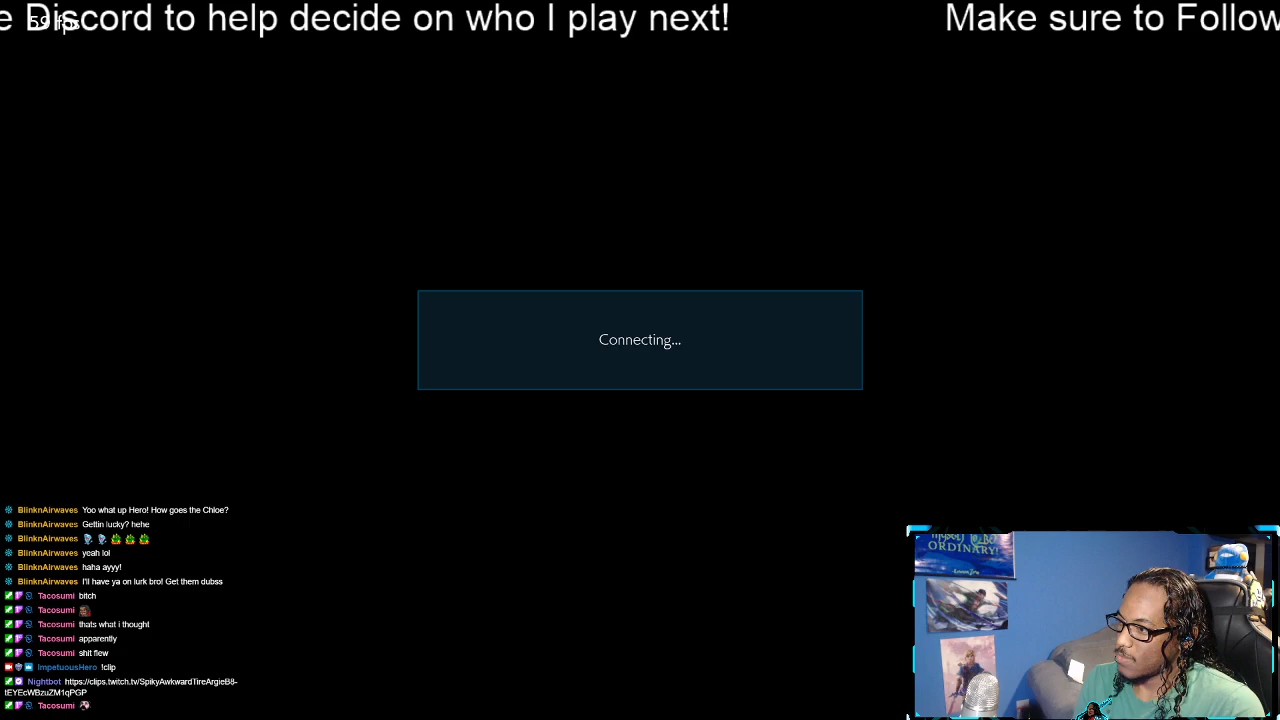 e Discord to help decide on who I play next! Make sure to Follow
59 fps
Connecting...
BlinknAirwaves Yoo what up Hero! How goes the Chloe?
BlinknAirwaves Gettin lucky? hehe
BlinknAirwaves
BlinknAirwaves yeah lol
BlinknAirwaves haha ayyy!
BlinknAirwaves I'll have ya on lurk bro! Get them dubss
Tacosumi bitch
Tacosumi
Tacosumi thats what i thought
Tacosumi apparently
Tacosumi shit flew
ImpetuousHero !clip
Nightbot https://clips.twitch.tv/SpikyAwkwardTireArgieB8-
tEYEcWBzuZM1qPGP
Tacosumi
ORDINARY!